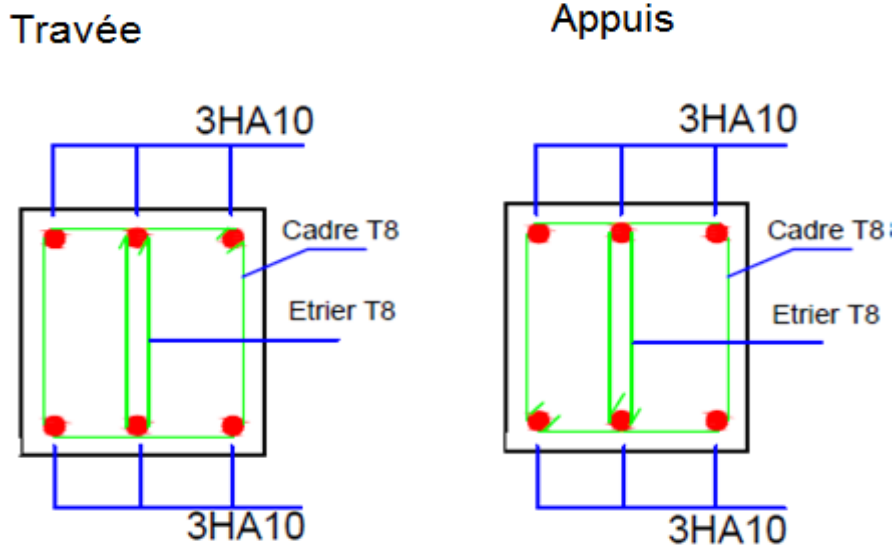 Travée
3HA10
Cadre T8
Etrier T8
3HA10
Appuis
3HA10
Cadre T8
Etrier T8
3HA10